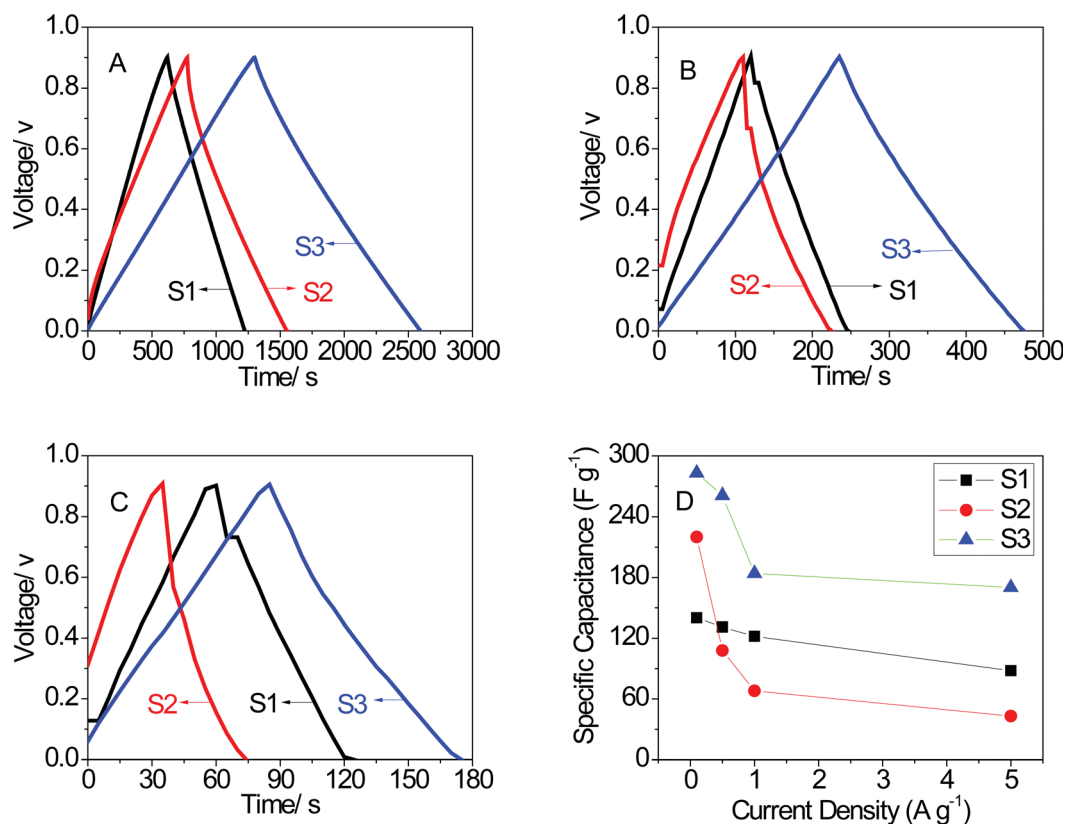 A
Voltage/ v
1.0
0.8
0.6
0.4
0.2
0.0
S1
S2
S3
0 500 1000 1500 2000 2500 3000
Time/ s
B
Voltage/ v
1.0
0.8
0.6
0.4
0.2
0.0
S2
S1
S3
0 100 200 300 400 500
Time/ s
C
Voltage/ v
1.0
0.8
0.6
0.4
0.2
0.0
S2
S1
S3
0 30 60 90 120 150 180
Time/ s
D
Specific Capacitance (F g⁻¹)
300
240
180
120
60
0
S1
S2
S3
0 1 2 3 4 5
Current Density (A g⁻¹)